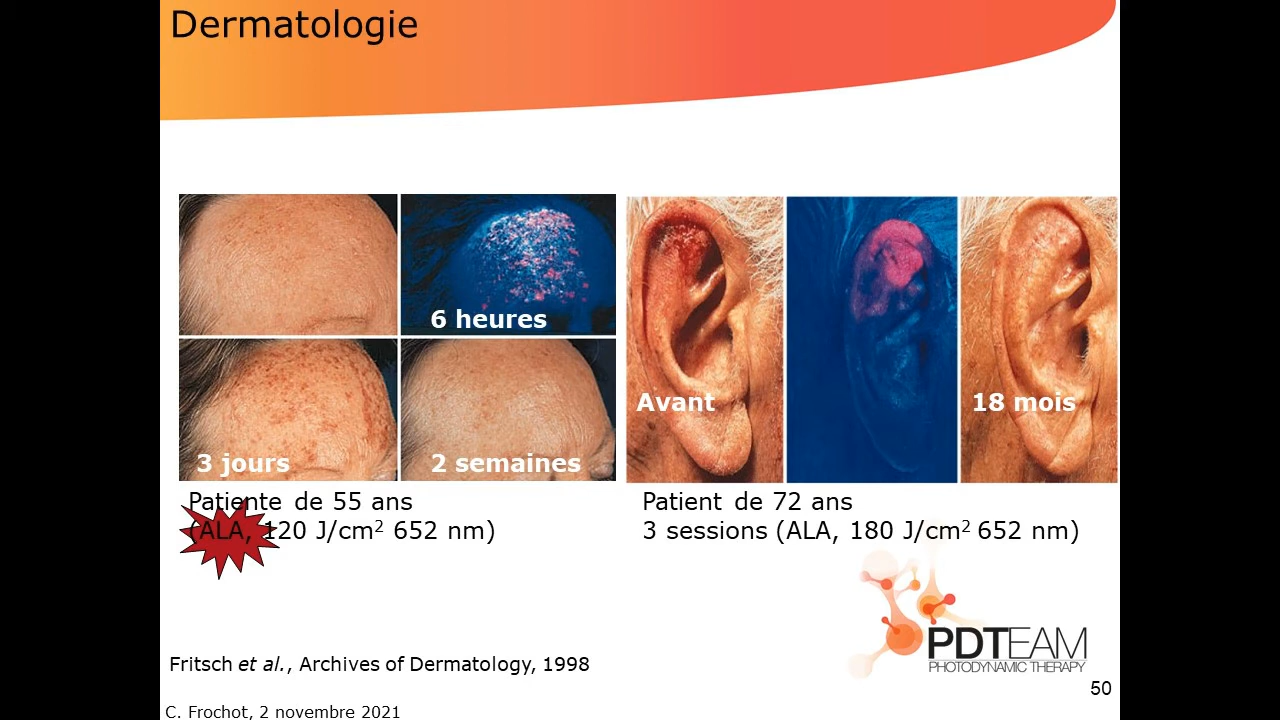 Dermatologie
6 heures
3 jours
2 semaines
Avant
18 mois
Patiente de 55 ans
(ALA, 120 J/cm² 652 nm)
Patient de 72 ans
3 sessions (ALA, 180 J/cm² 652 nm)
PDTEAM
PHOTODYNAMIC THERAPY
Fritsch et al., Archives of Dermatology, 1998
50
C. Frochot, 2 novembre 2021